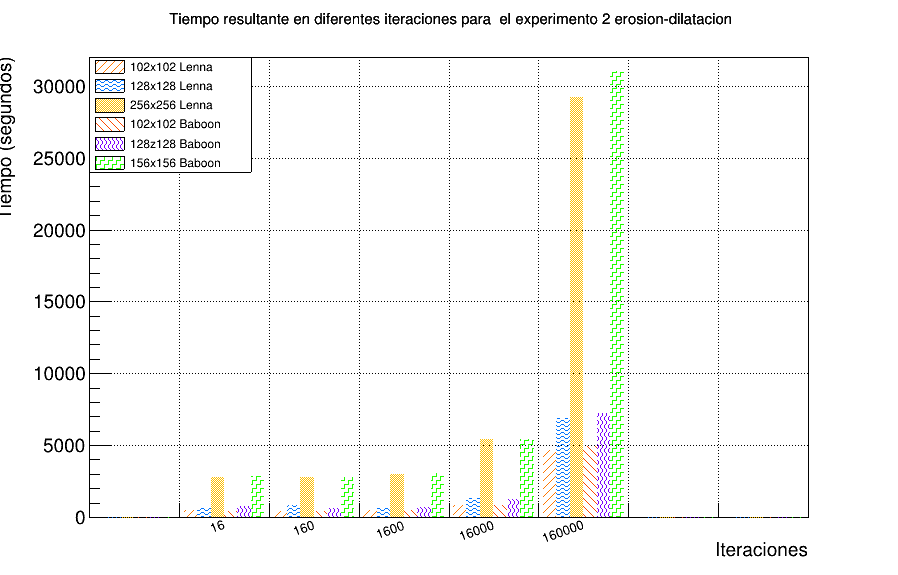 Tiempo resultante en diferentes iteraciones para el experimento 2 erosion-dilatacion
Tiempo (segundos)
30000
25000
20000
15000
10000
5000
0
102x102 Lenna
128x128 Lenna
256x256 Lenna
102x102 Baboon
128z128 Baboon
156x156 Baboon
16
160
1600
16000
160000
Iteraciones